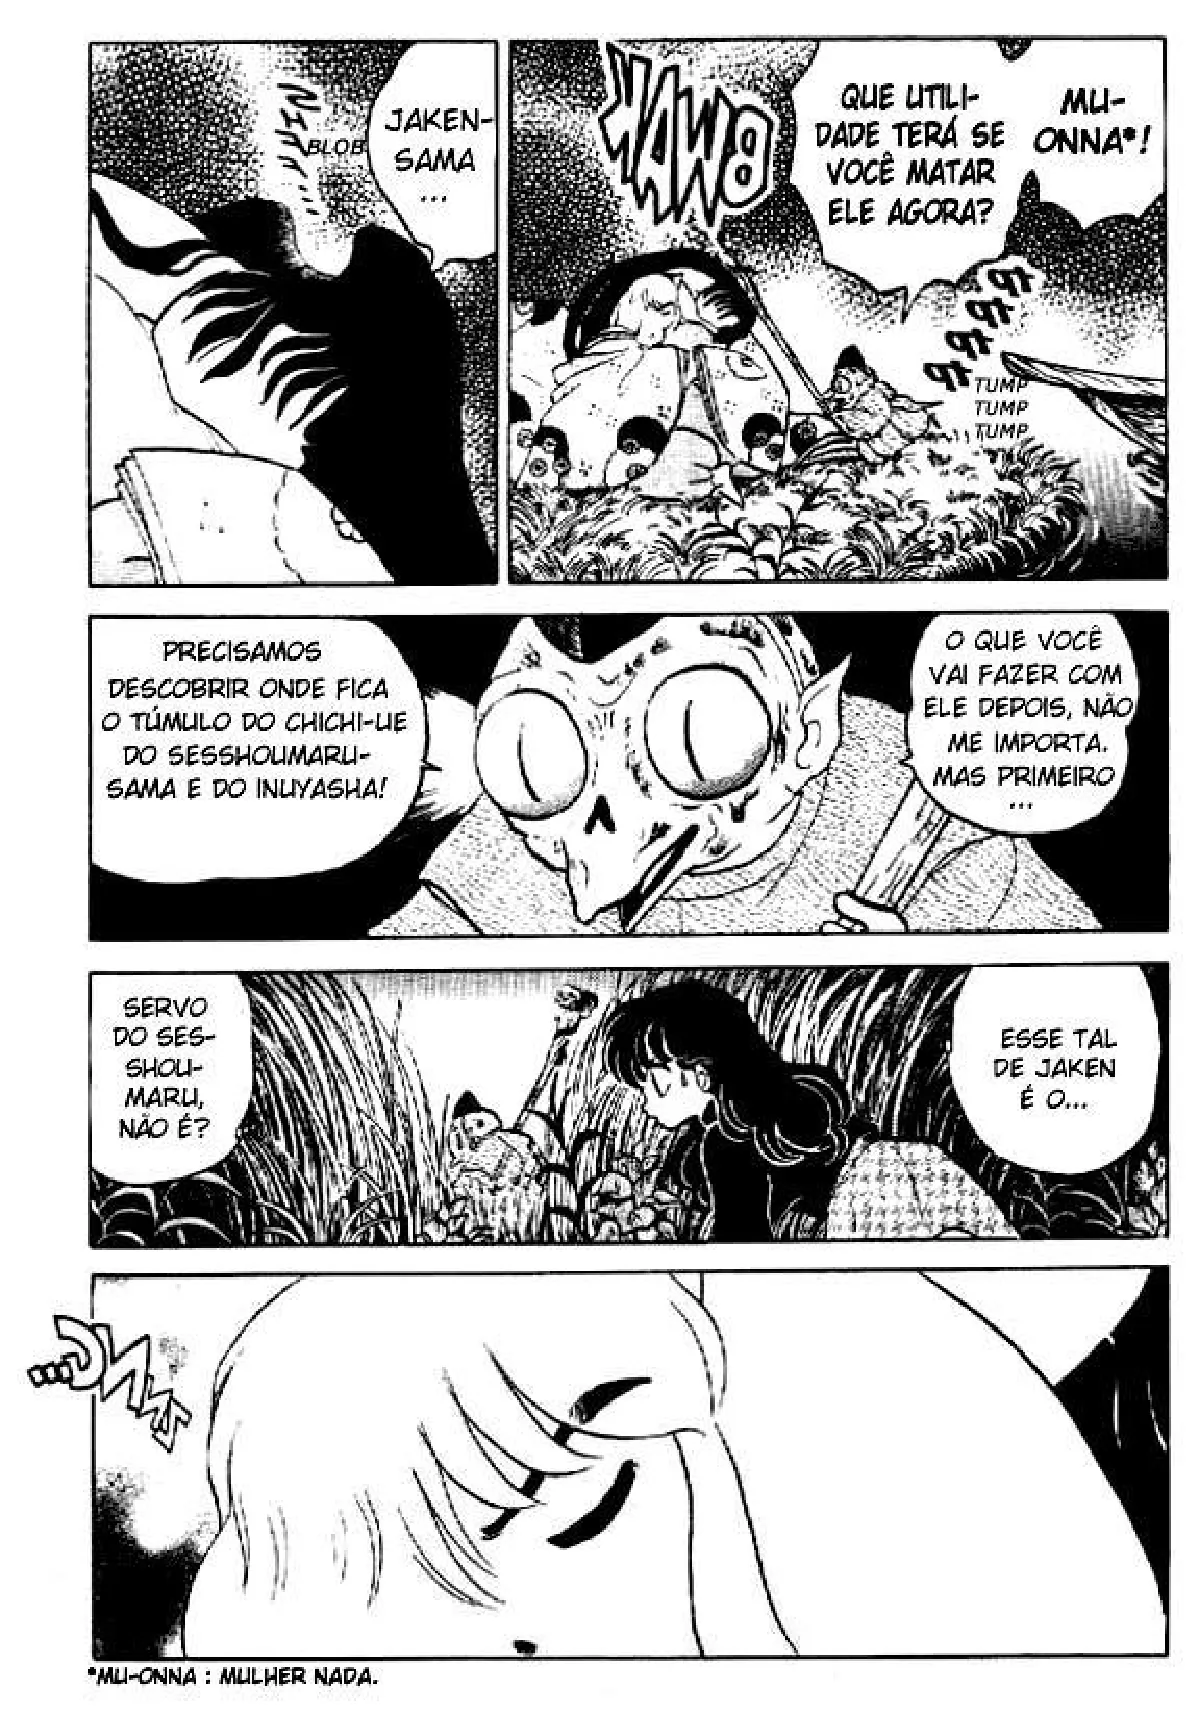 MU-
ONNA*!
QUE UTILI-
DADE TERÁ SE
VOCÊ MATAR
ELE AGORA?
TUMP
TUMP
TUMP
JAKEN-
SAMA
...
BLOB
O QUE VOCÊ
VAI FAZER COM
ELE DEPOIS, NÃO
ME IMPORTA.
MAS PRIMEIRO
...
PRECISAMOS
DESCOBRIR ONDE FICA
O TÚMULO DO CHICHI-UE
DO SESSHOUMARU-
SAMA E DO INUYASHA!
ESSE TAL
DE JAKEN
É O...
SERVO
DO SES-
SHOU-
MARU,
NÃO É?
*MU-ONNA : MULHER NADA.